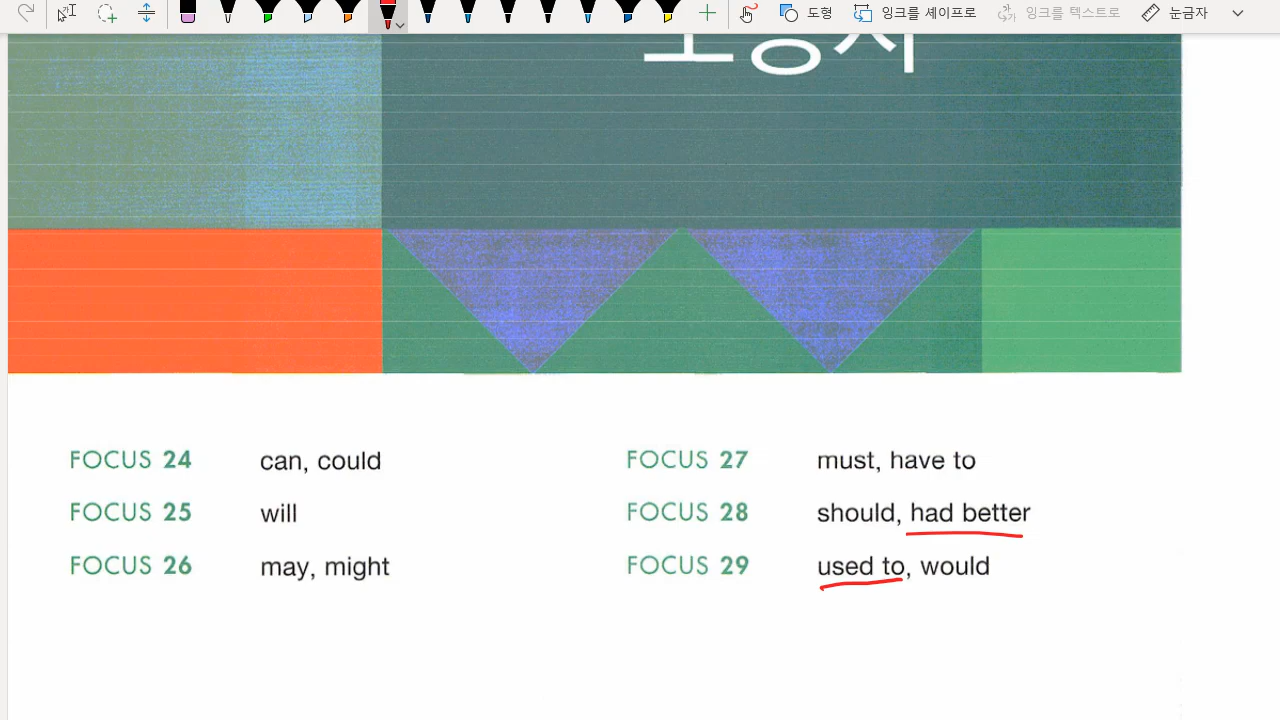 도형 잉크를 셰이프로 잉크를 텍스트로 눈금자
FOCUS 24 can, could
FOCUS 25 will
FOCUS 26 may, might
FOCUS 27 must, have to
FOCUS 28 should, had better
FOCUS 29 used to, would